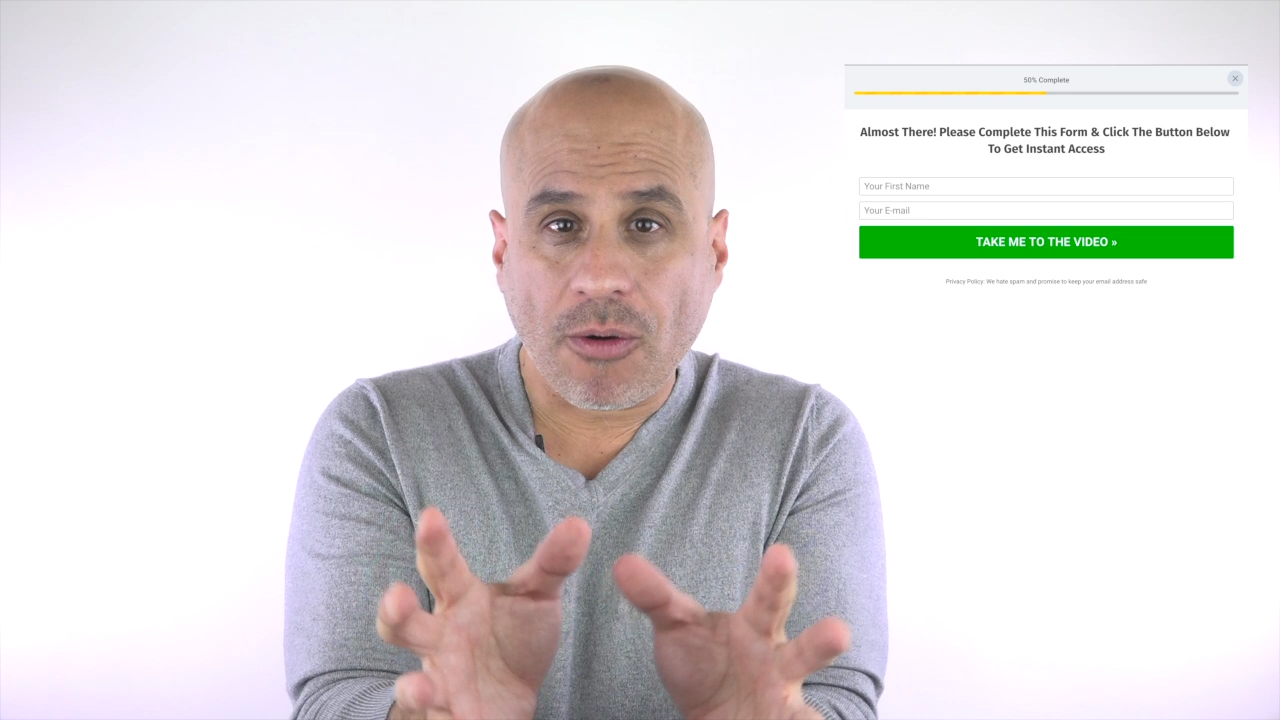 50% Complete
Almost There! Please Complete This Form & Click The Button Below
To Get Instant Access
Your First Name
Your E-mail
TAKE ME TO THE VIDEO »
Privacy Policy: We hate spam and promise to keep your email address safe